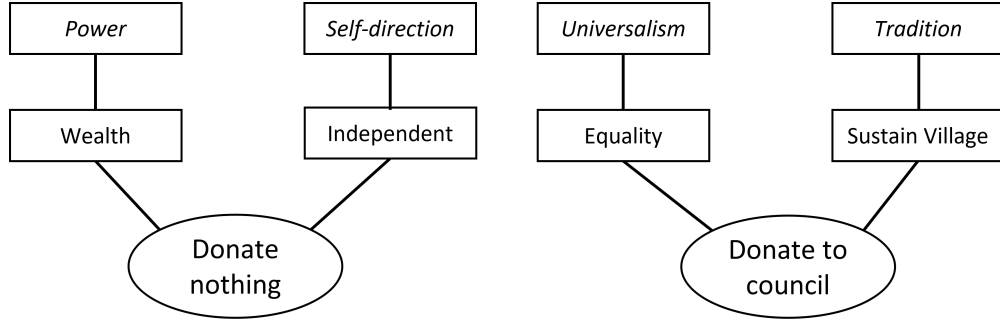 Power
Self-direction
Universalism
Tradition
Wealth
Independent
Equality
Sustain Village
Donate
nothing
Donate to
council